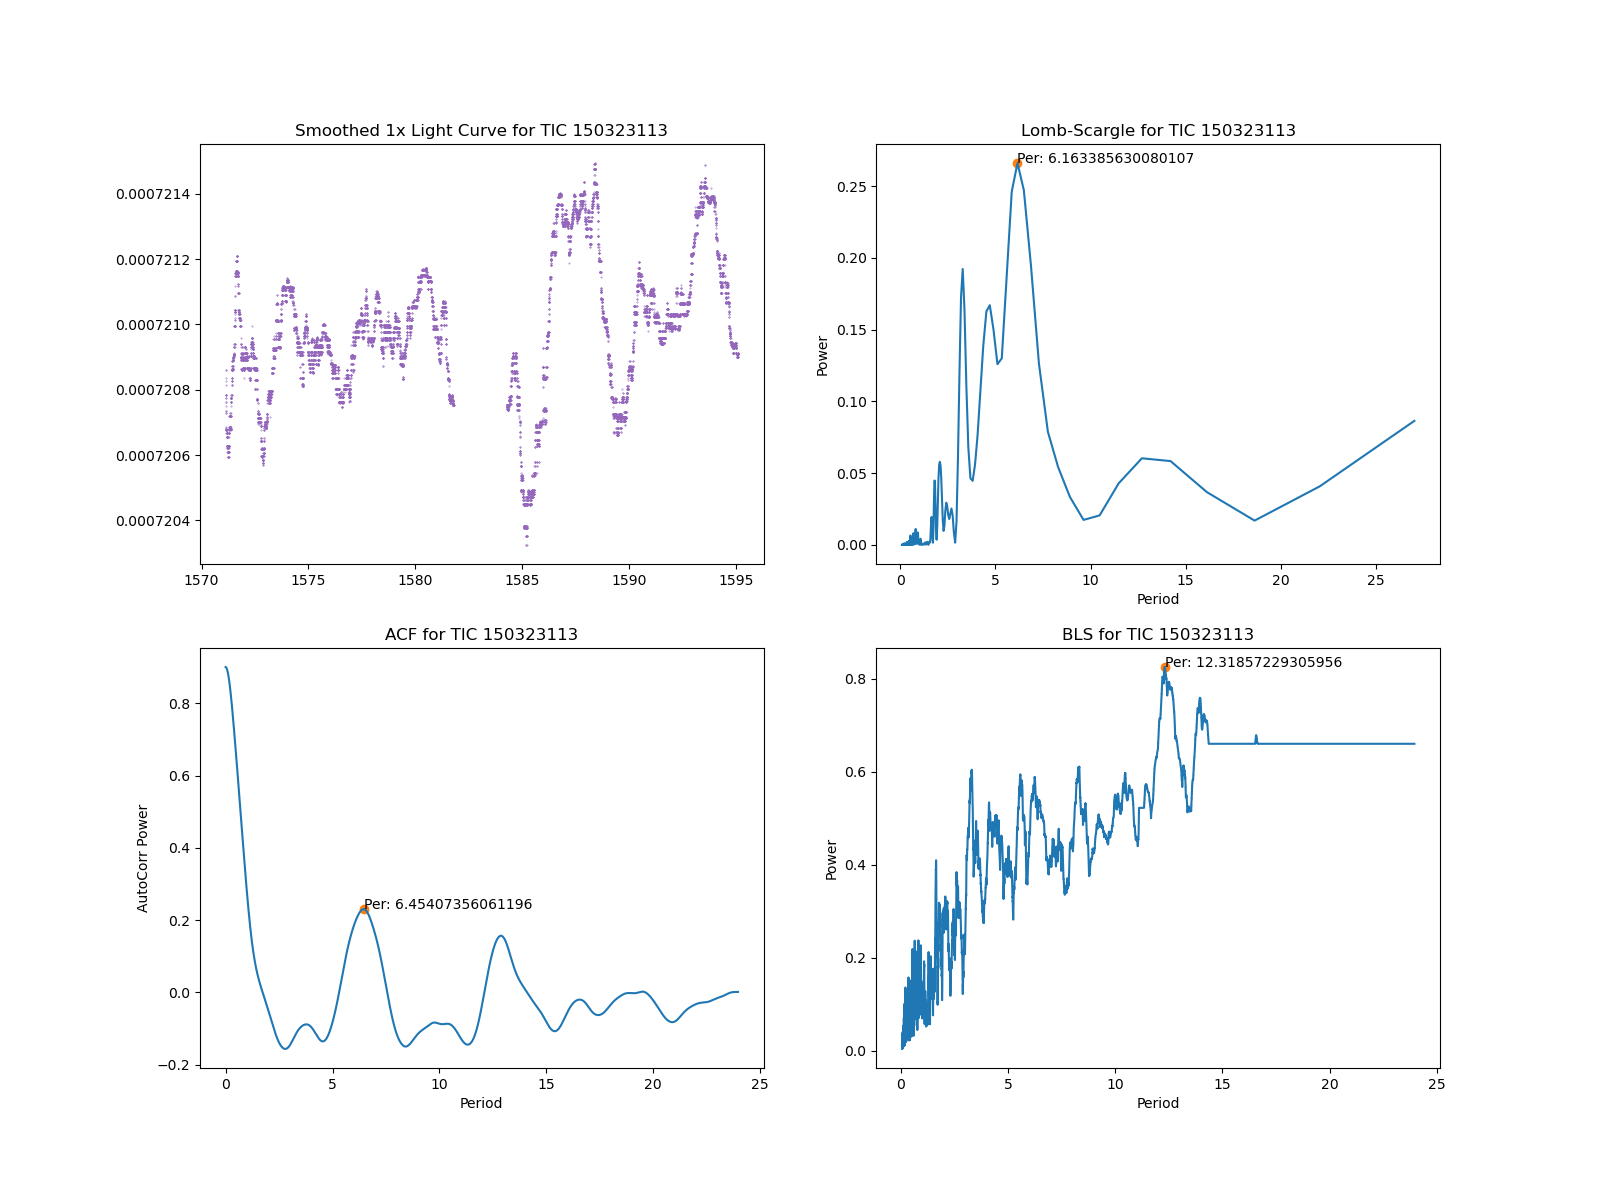 Smoothed 1x Light Curve for TIC 150323113
0.0007214
0.0007212
0.0007210
0.0007208
0.0007206
0.0007204
1570 1575 1580 1585 1590 1595
Lomb-Scargle for TIC 150323113
Per: 6.163385630080107
Power
0.25
0.20
0.15
0.10
0.05
0.00
0 5 10 15 20 25
Period
ACF for TIC 150323113
Per: 6.45407356061196
AutoCorr Power
0.8
0.6
0.4
0.2
0.0
−0.2
0 5 10 15 20 25
Period
BLS for TIC 150323113
Per: 12.31857229305956
Power
0.8
0.6
0.4
0.2
0.0
0 5 10 15 20 25
Period